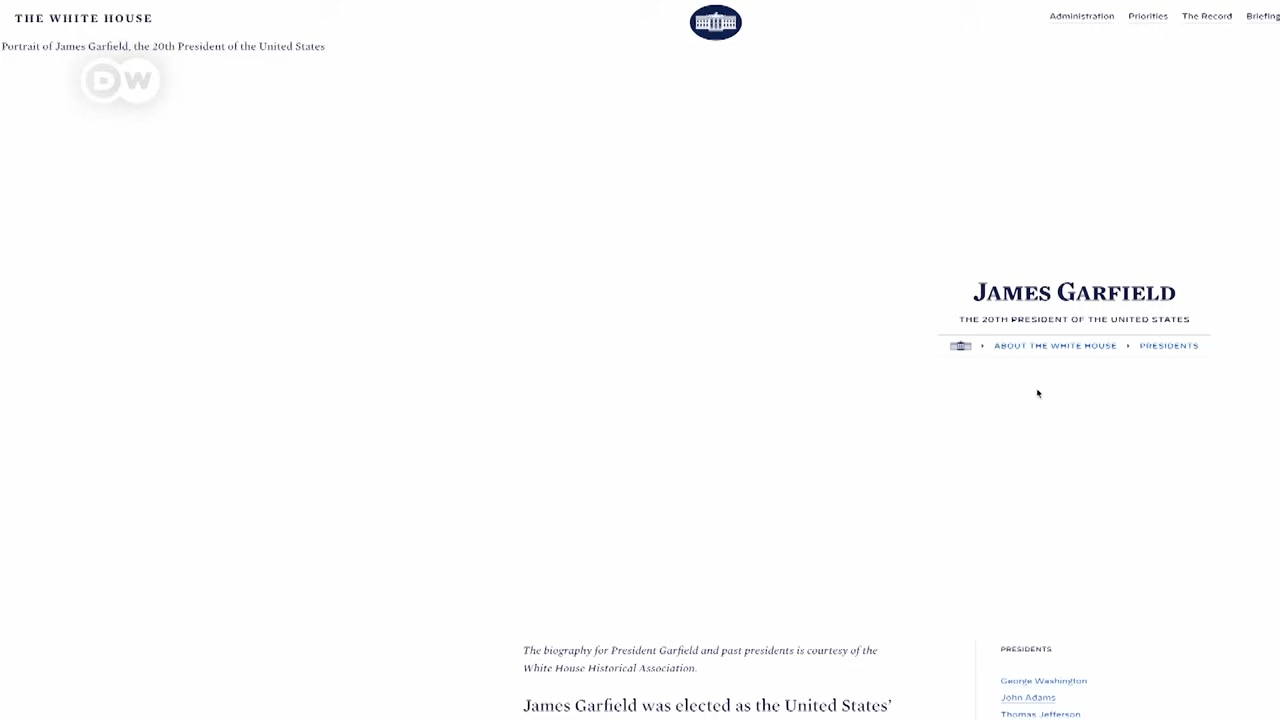 THE WHITE HOUSE
Administration Priorities The Record Briefing
Portrait of James Garfield, the 20th President of the United States
DW
JAMES GARFIELD
THE 20TH PRESIDENT OF THE UNITED STATES
ABOUT THE WHITE HOUSE PRESIDENTS
The biography for President Garfield and past presidents is courtesy of the
White House Historical Association.
James Garfield was elected as the United States’
PRESIDENTS
George Washington
John Adams
Thomas Jefferson